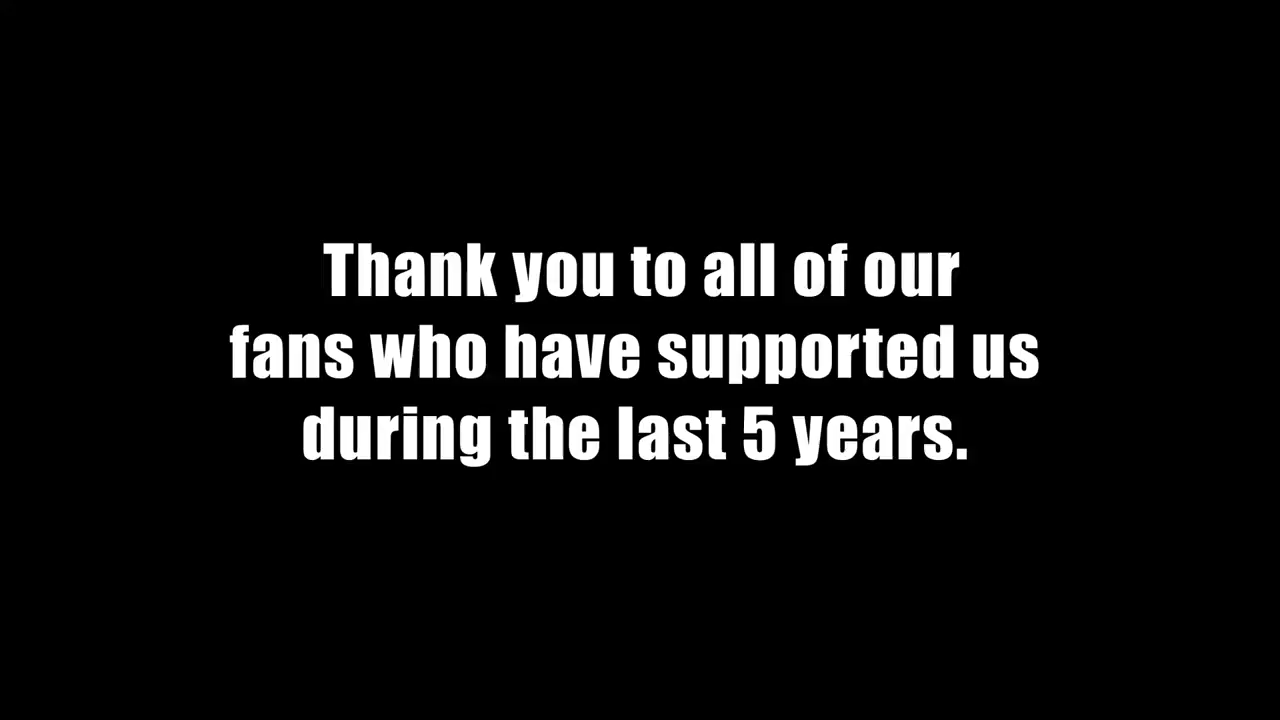 Thank you to all of our
fans who have supported us
during the last 5 years.